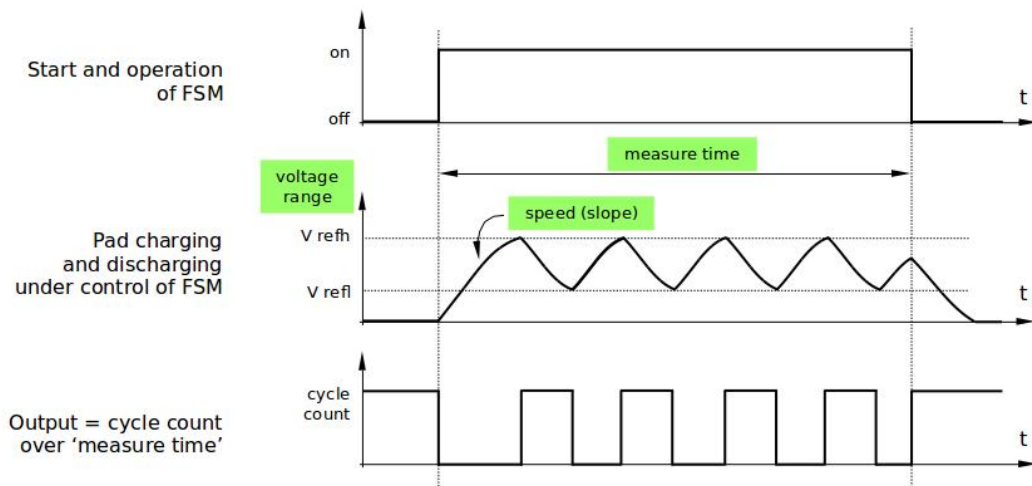 Start and operation
of FSM
on
off
t
measure time
voltage
range
speed (slope)
Pad charging
and discharging
under control of FSM
V refh
V refl
t
Output = cycle count
over ‘measure time’
cycle
count
t